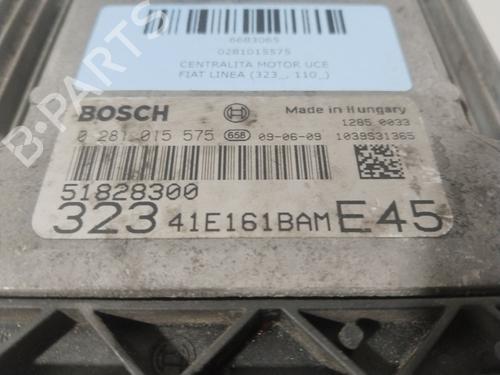 6683065
0281015575
CENTRALITA MOTOR UCE
FIAT LINEA (323_, 110_)
BOSCH
Made in Hungary
1285 0033
0 281 015 575 658 09-06-09 1039S31365
51828300
323 41E161BAM E45
B-PARTS